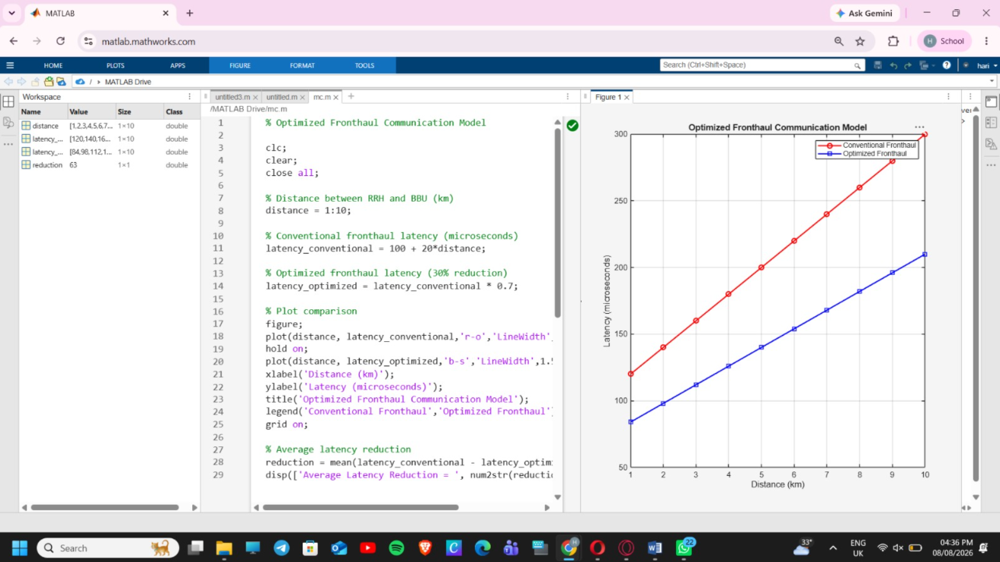 MATLAB
Ask Gemini
matlab.mathworks.com
H School
HOME PLOTS APPS FIGURE FORMAT TOOLS
Search (Ctrl+Shift+Space)
hari
/ MATLAB Drive
Workspace
Name Value Size Class
distance [1,2,3,4,5,6,7... 1×10 double
latency_... [120,140,16... 1×10 double
latency_... [84,98,112,1... 1×10 double
reduction 63 1×1 double
untitled3.m untitled.m mc.m
/MATLAB Drive/mc.m
1 % Optimized Fronthaul Communication Model
2
3 clc;
4 clear;
5 close all;
6
7 % Distance between RRH and BBU (km)
8 distance = 1:10;
9
10 % Conventional fronthaul latency (microseconds)
11 latency_conventional = 100 + 20*distance;
12
13 % Optimized fronthaul latency (30% reduction)
14 latency_optimized = latency_conventional * 0.7;
15
16 % Plot comparison
17 figure;
18 plot(distance, latency_conventional,'r-o','LineWidth'
19 hold on;
20 plot(distance, latency_optimized,'b-s','LineWidth',1.
21 xlabel('Distance (km)');
22 ylabel('Latency (microseconds)');
23 title('Optimized Fronthaul Communication Model');
24 legend('Conventional Fronthaul','Optimized Fronthaul'
25 grid on;
26
27 % Average latency reduction
28 reduction = mean(latency_conventional - latency_optim
29 disp(['Average Latency Reduction = ', num2str(reducti
Figure 1
Optimized Fronthaul Communication Model
Conventional Fronthaul
Optimized Fronthaul
300
250
200
150
100
50
Latency (microseconds)
1 2 3 4 5 6 7 8 9 10
Distance (km)
>
Search
22
33°
ENG
UK
04:36 PM
08/08/2026